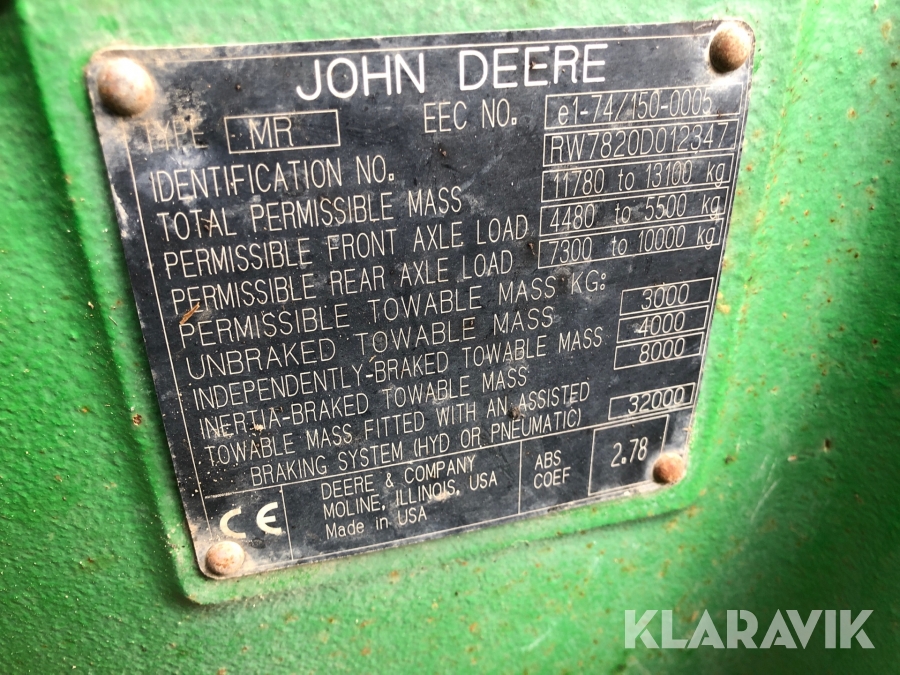 JOHN DEERE
TYPE MR EEC NO. e1-74/150-0005
IDENTIFICATION NO. RW7820D012347
TOTAL PERMISSIBLE MASS 11780 to 13100 kg
PERMISSIBLE FRONT AXLE LOAD 4480 to 5500 kg
PERMISSIBLE REAR AXLE LOAD 7300 to 10000 kg
PERMISSIBLE TOWABLE MASS KG:
UNBRAKED TOWABLE MASS 3000
INDEPENDENTLY-BRAKED TOWABLE MASS 4000
INERTIA-BRAKED TOWABLE MASS 8000
TOWABLE MASS FITTED WITH AN ASSISTED
BRAKING SYSTEM (HYD OR PNEUMATIC) 32000
CE
DEERE & COMPANY
MOLINE, ILLINOIS, USA
Made in USA
ABS
COEF
2.78
KLARAVIK